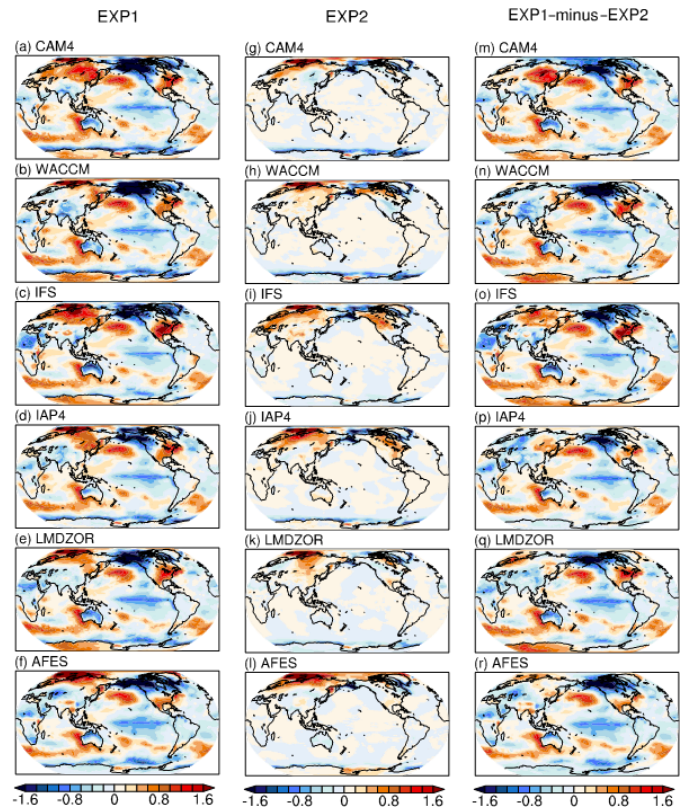 EXP1 EXP2 EXP1-minus-EXP2
(a) CAM4 (g) CAM4 (m) CAM4
(b) WACCM (h) WACCM (n) WACCM
(c) IFS (i) IFS (o) IFS
(d) IAP4 (j) IAP4 (p) IAP4
(e) LMDZOR (k) LMDZOR (q) LMDZOR
(f) AFES (l) AFES (r) AFES
-1.6 -0.8 0 0.8 1.6 -1.6 -0.8 0 0.8 1.6 -1.6 -0.8 0 0.8 1.6